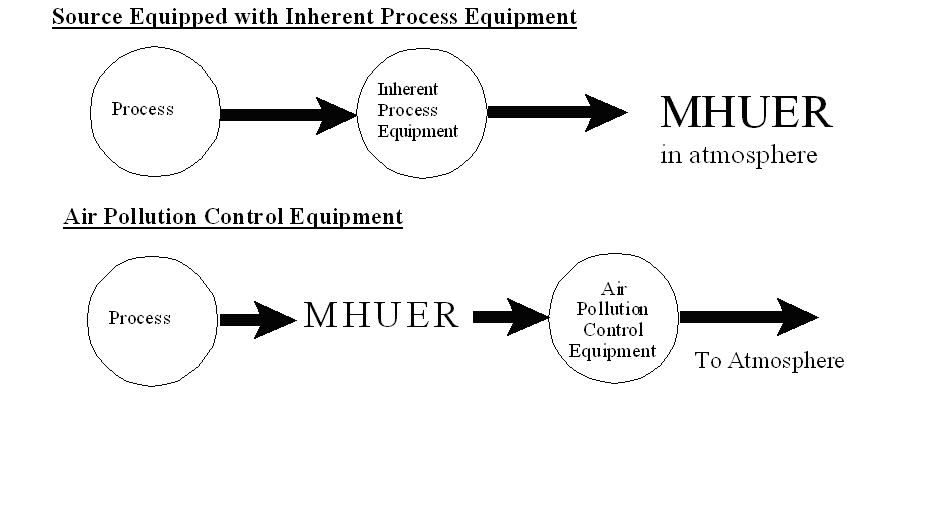 Source Equipped with Inherent Process Equipment
Process
Inherent
Process
Equipment
MHUER
in atmosphere
Air Pollution Control Equipment
Process
MHUER
Air
Pollution
Control
Equipment
To Atmosphere